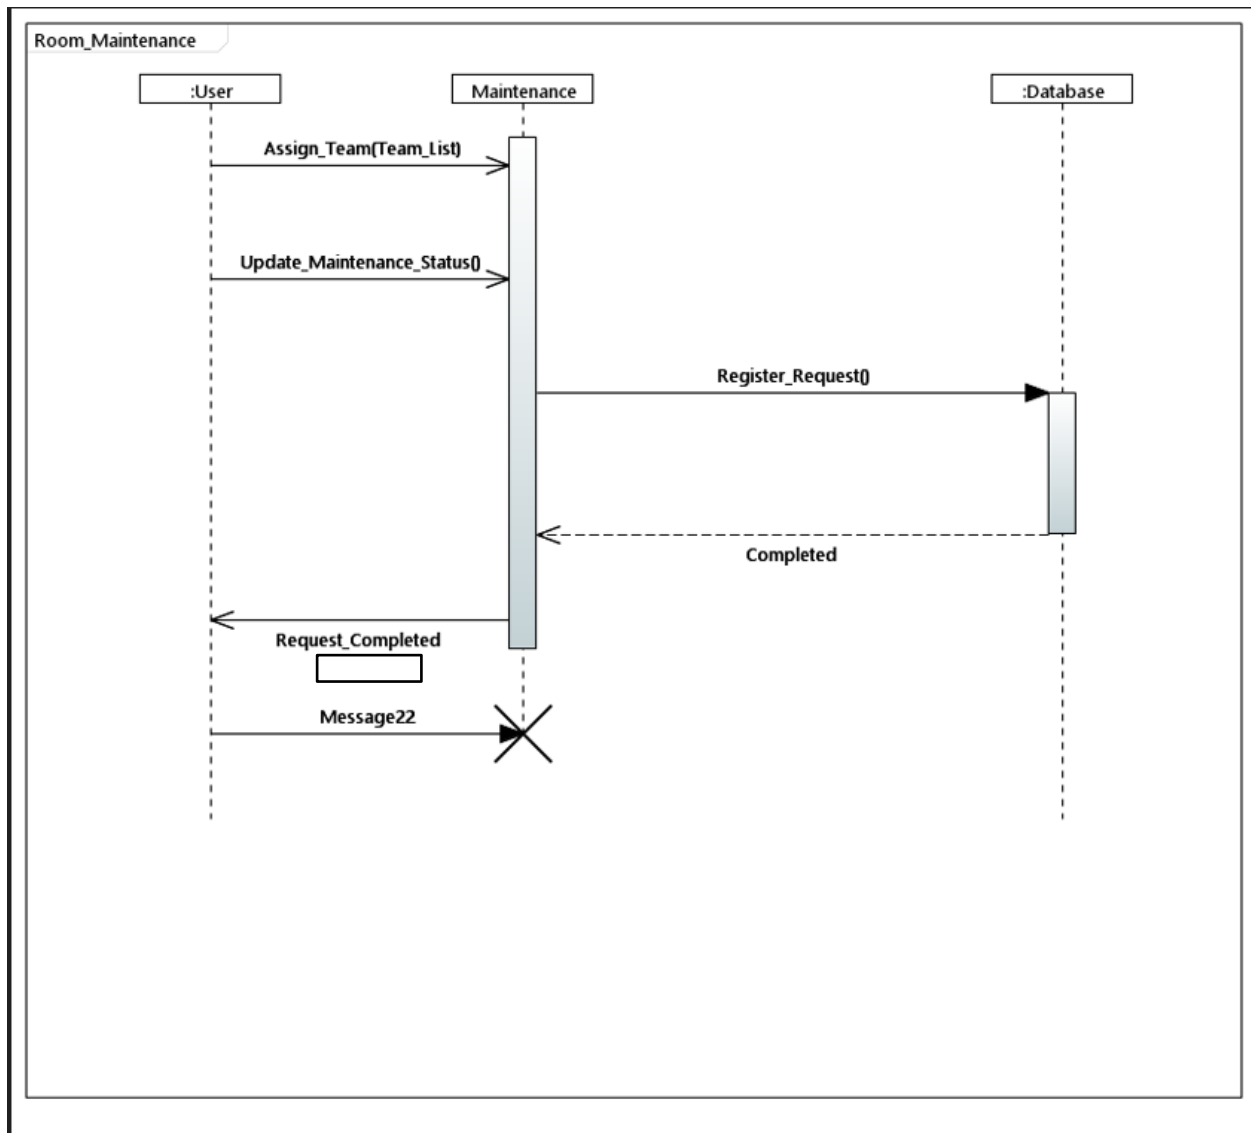 Room_Maintenance
:User
Maintenance
:Database
Assign_Team(Team_List)
Update_Maintenance_Status()
Register_Request()
Completed
Request_Completed
Message22